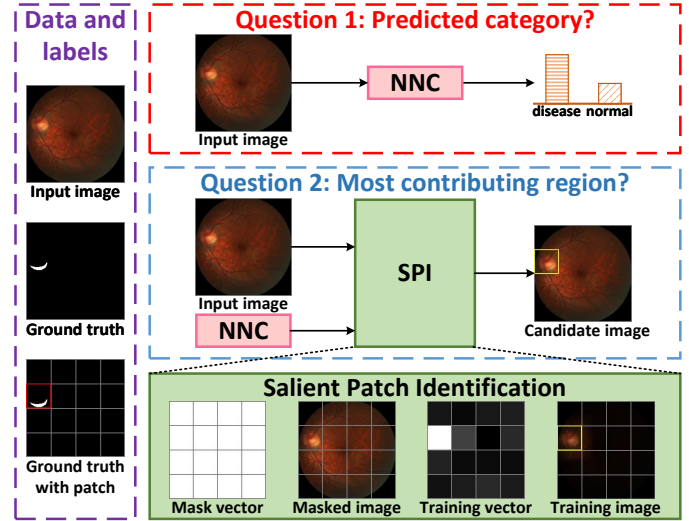 Data and
labels
Input image
Ground truth
Ground truth
with patch
Question 1: Predicted category?
NNC
Input image
disease normal
Question 2: Most contributing region?
Input image
NNC
SPI
Candidate image
Salient Patch Identification
Mask vector Masked image Training vector Training image